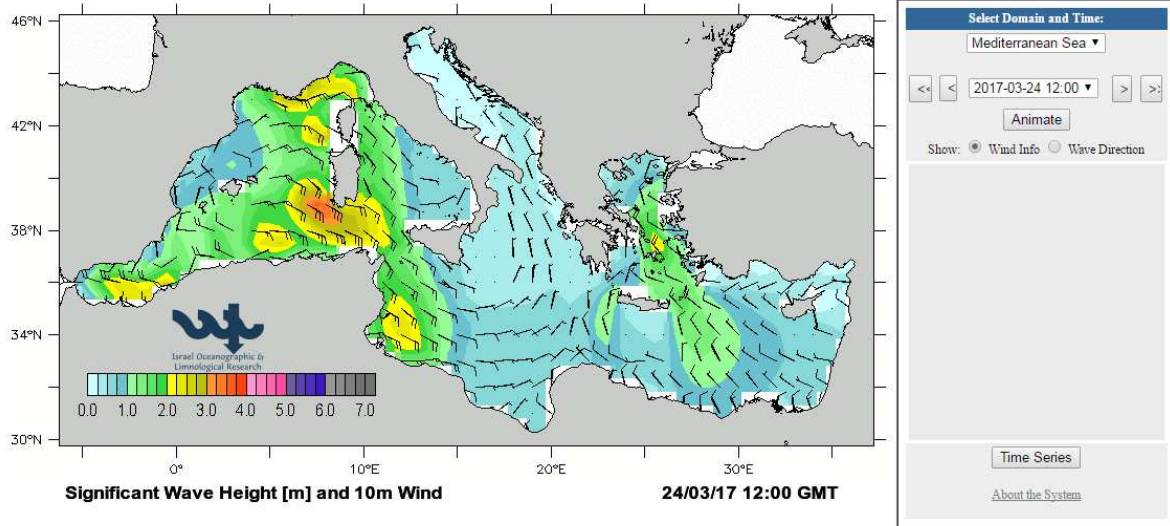 46°N
42°N
38°N
34°N
30°N
0°
10°E
20°E
30°E
Israel Oceanographic &
Limnological Research
0.0 1.0 2.0 3.0 4.0 5.0 6.0 7.0
Significant Wave Height [m] and 10m Wind
24/03/17 12:00 GMT
Select Domain and Time:
Mediterranean Sea ▼
<< < 2017-03-24 12:00 ▼ > >:
Animate
Show: Wind Info Wave Direction
Time Series
About the System